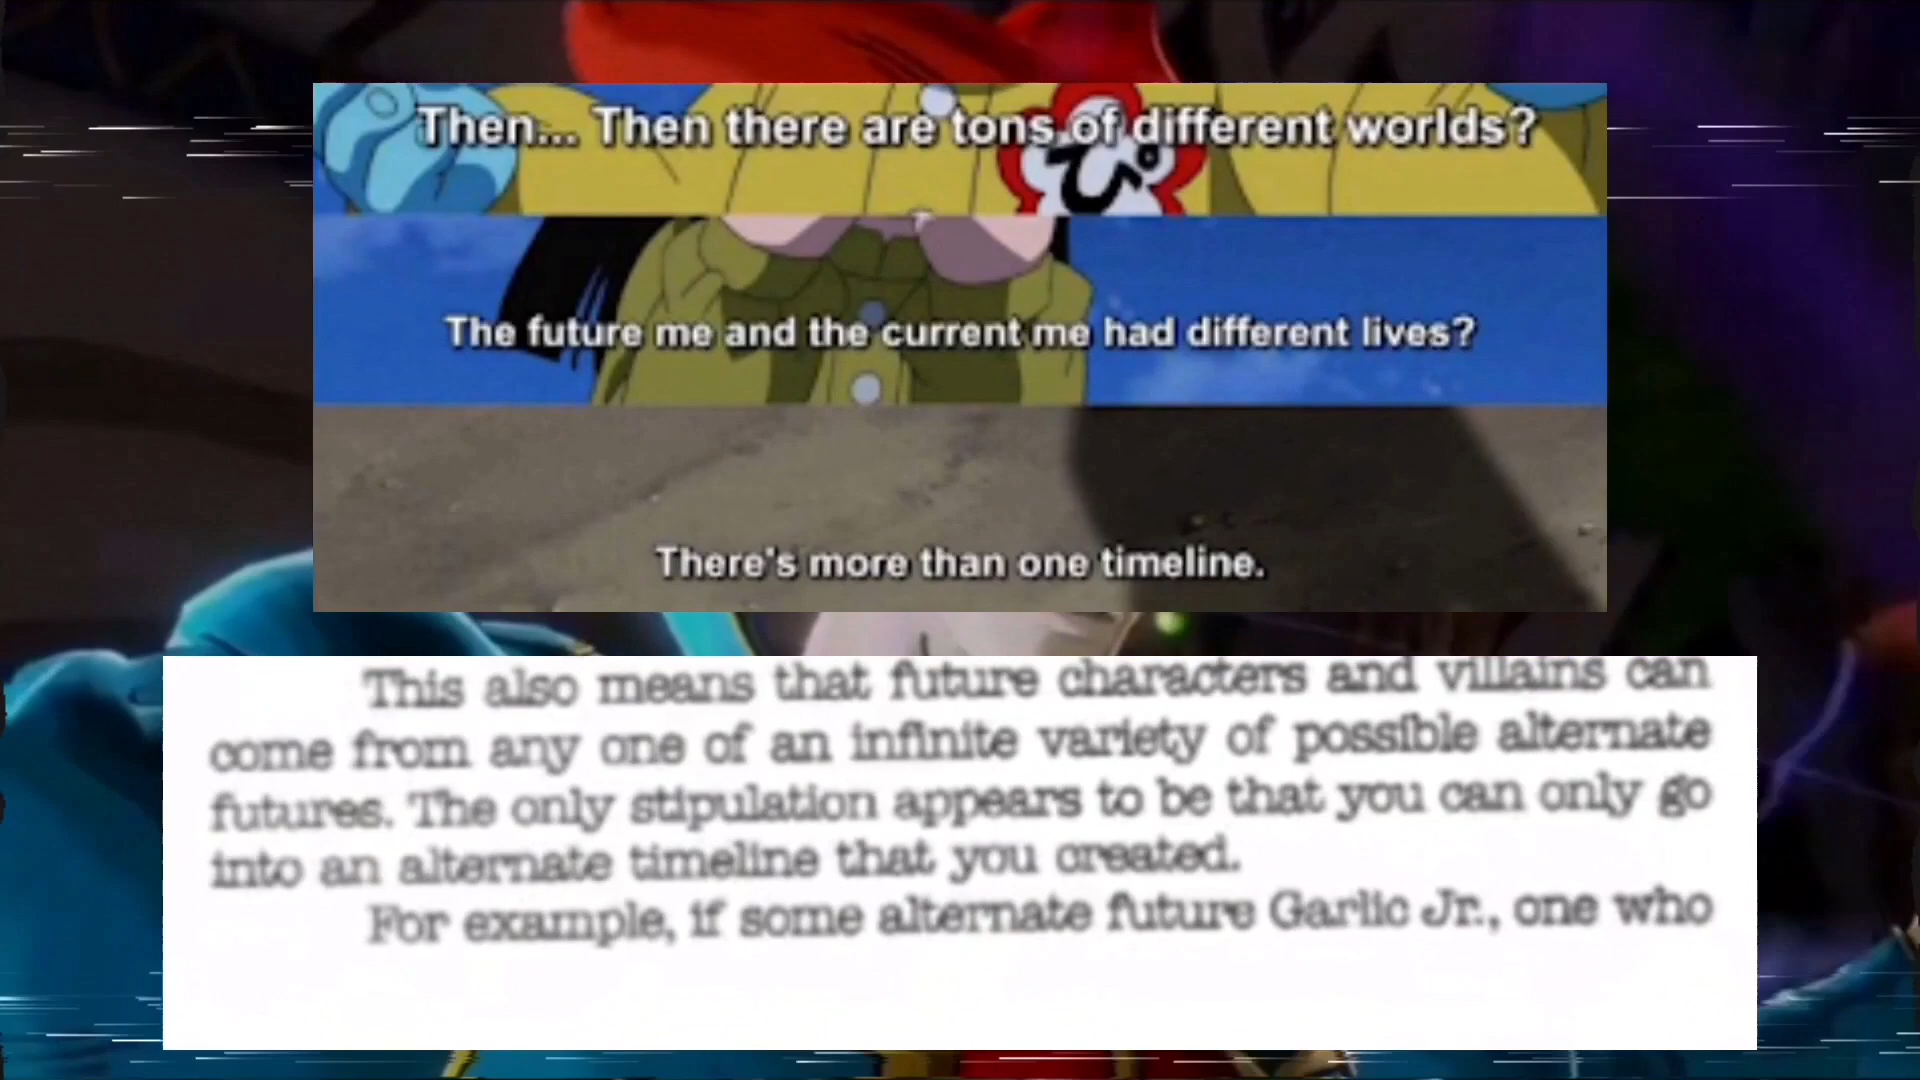 Then... Then there are tons of different worlds?
ぴ
The future me and the current me had different lives?
There's more than one timeline.
This also means that future characters and villains can
come from any one of an infinite variety of possible alternate
futures. The only stipulation appears to be that you can only go
into an alternate timeline that you created.
For example, if some alternate future Garlic Jr., one who